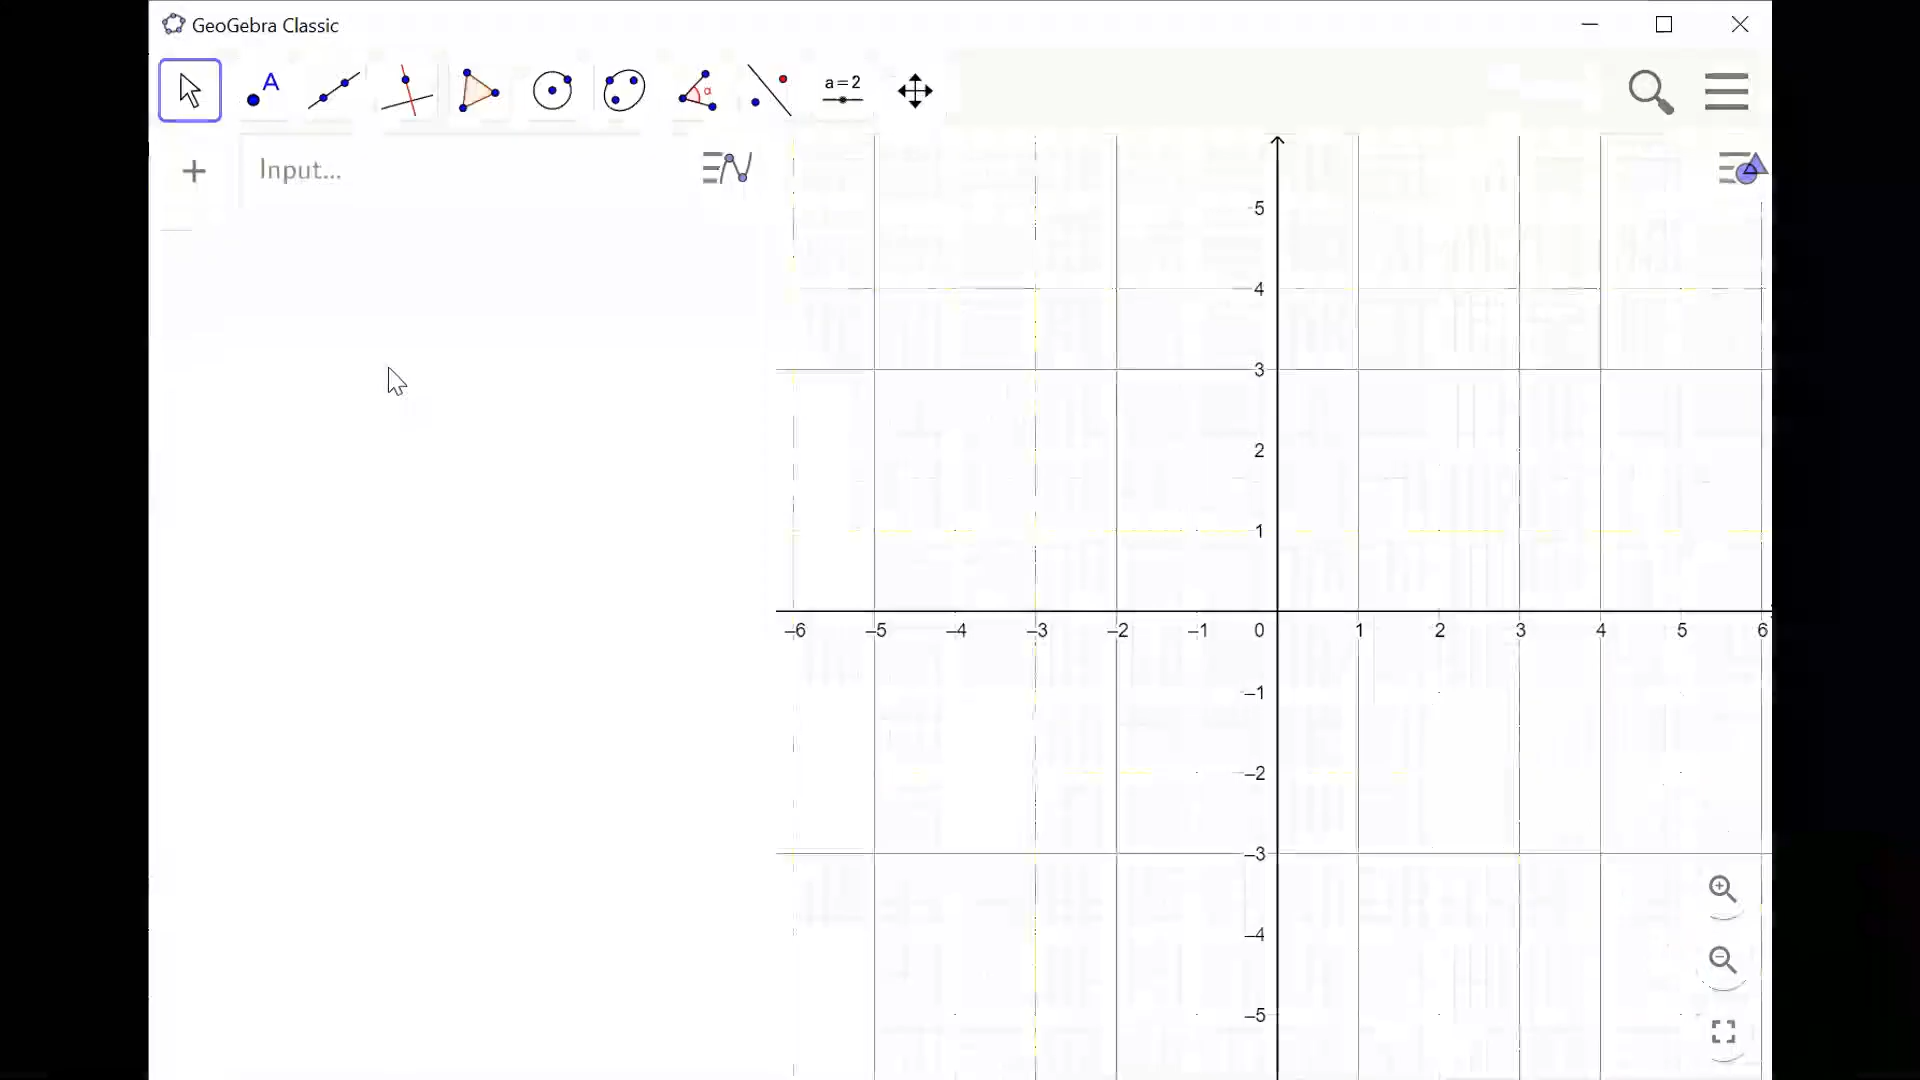 GeoGebra Classic
A
α
a=2
Input...
5
4
3
2
1
–6 –5 –4 –3 –2 –1 0 1 2 3 4 5 6
–1
–2
–3
–4
–5